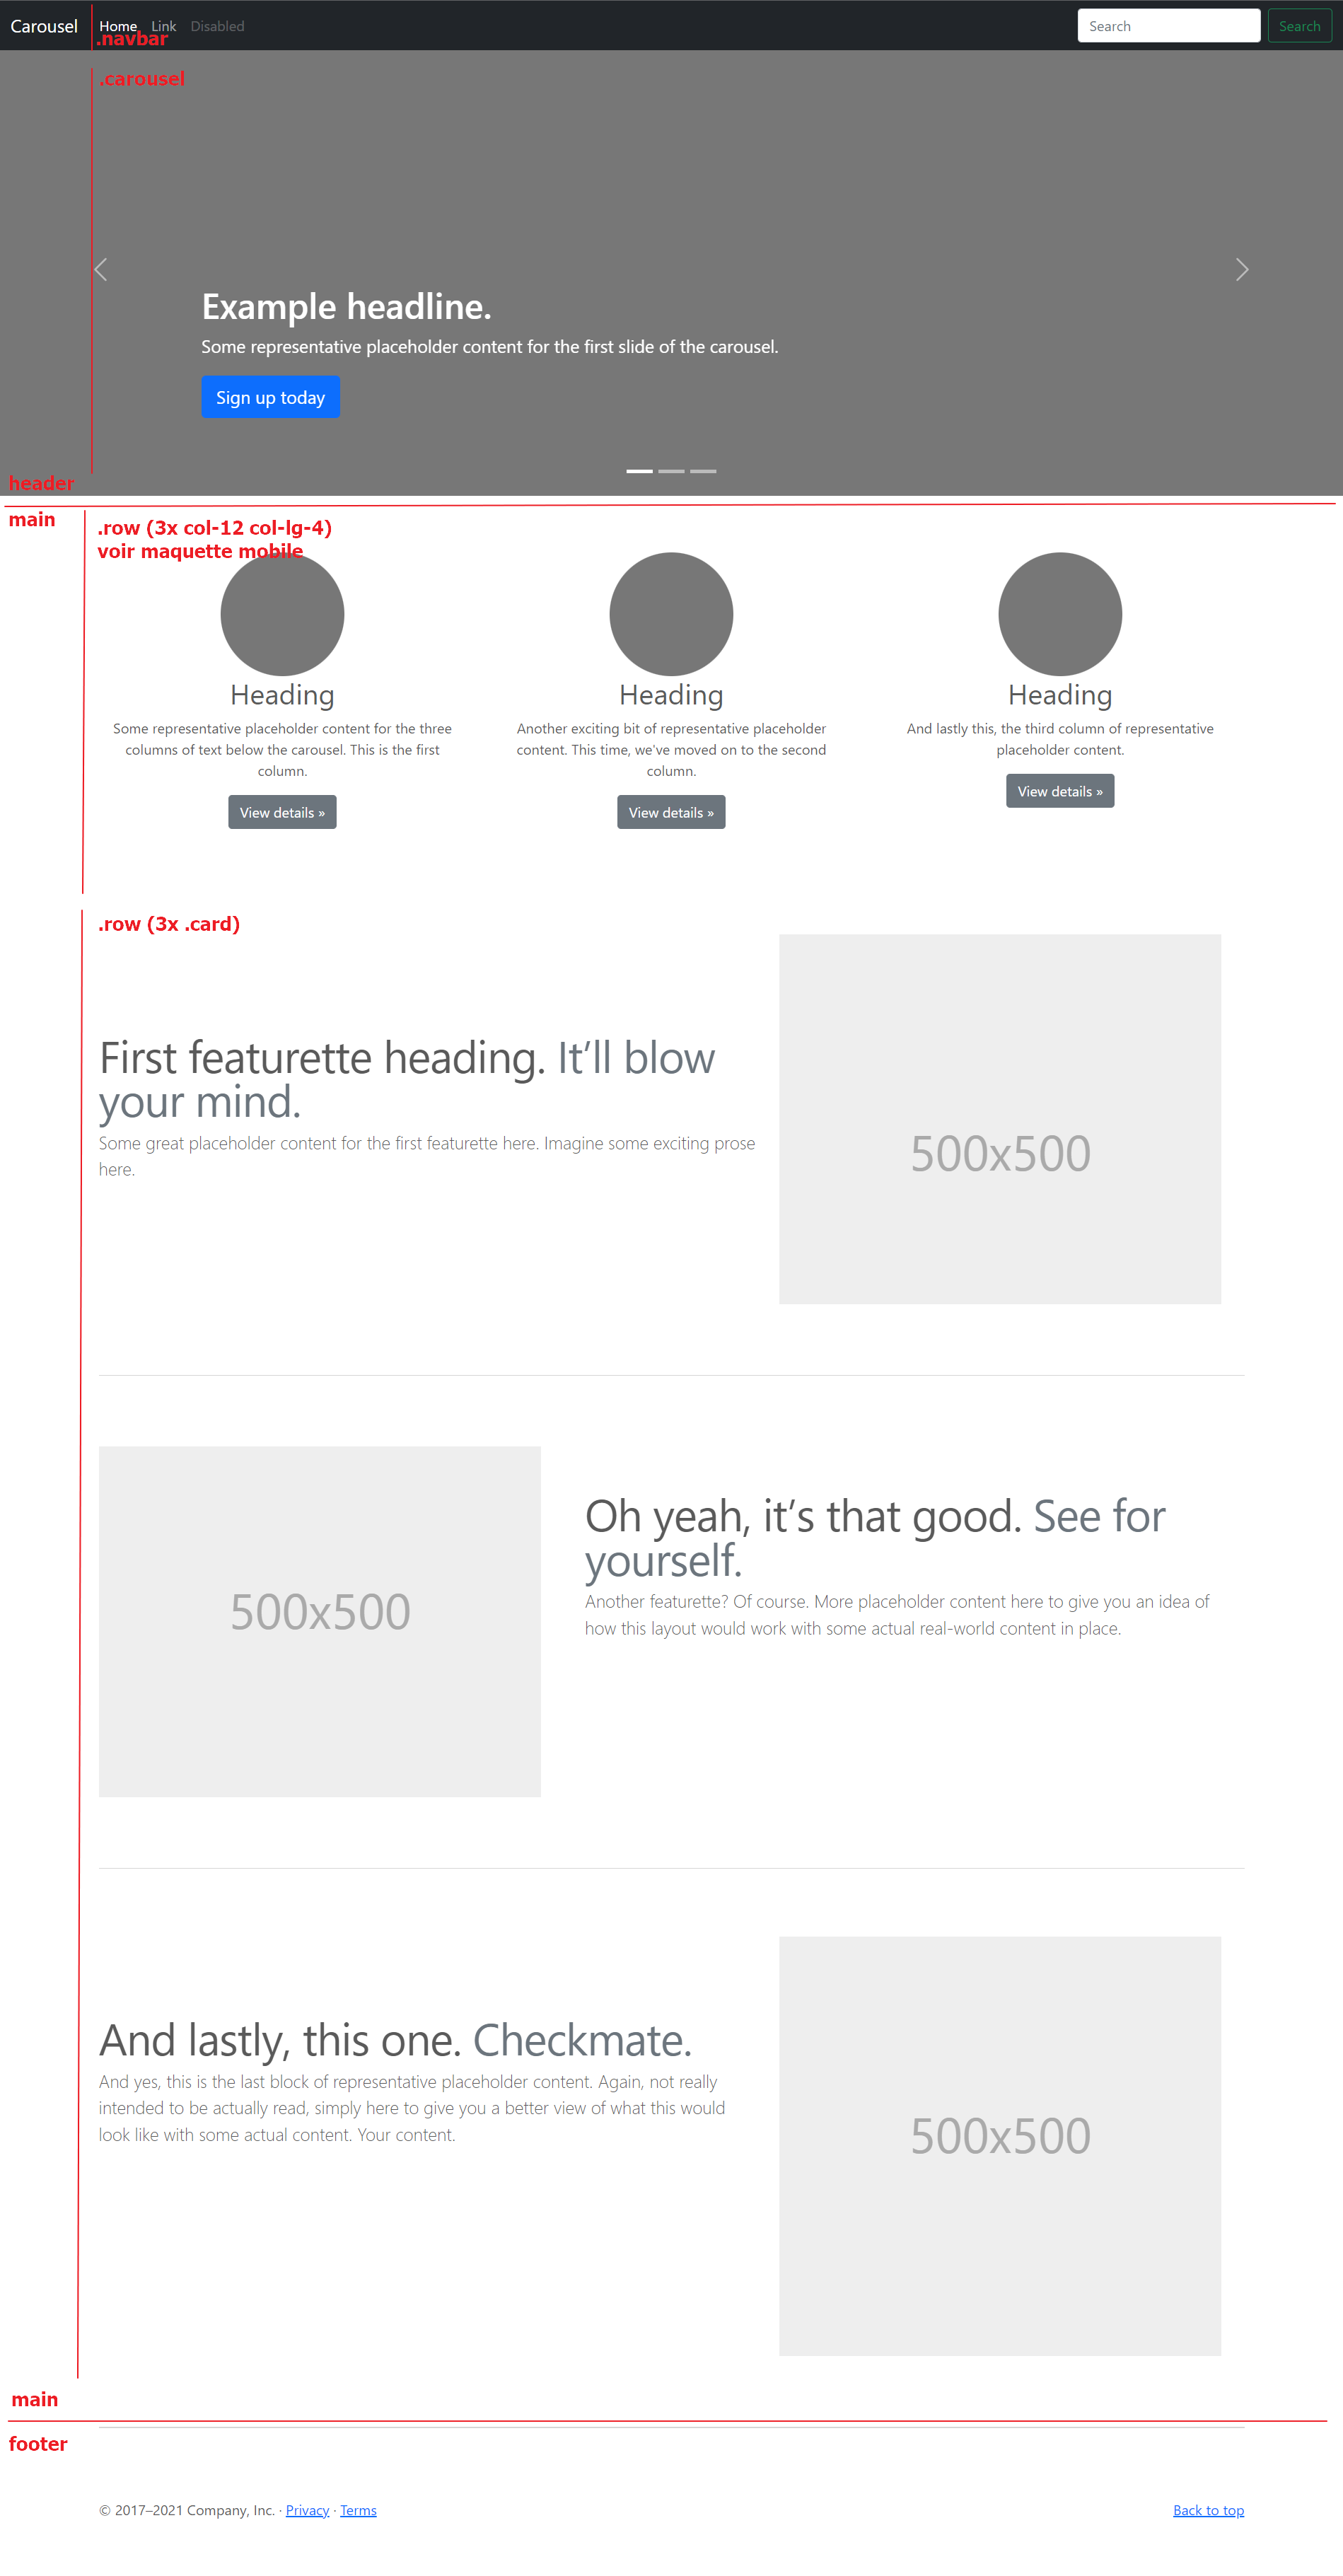 Carousel Home Link Disabled Search Search
.navbar
.carousel
Example headline.
Some representative placeholder content for the first slide of the carousel.
Sign up today
header
main
.row (3x col-12 col-lg-4)
voir maquette mobile
Heading
Some representative placeholder content for the three
columns of text below the carousel. This is the first
column.
View details »
Heading
Another exciting bit of representative placeholder
content. This time, we've moved on to the second
column.
View details »
Heading
And lastly this, the third column of representative
placeholder content.
View details »
.row (3x .card)
First featurette heading. It’ll blow
your mind.
Some great placeholder content for the first featurette here. Imagine some exciting prose
here.
500x500
500x500
Oh yeah, it’s that good. See for
yourself.
Another featurette? Of course. More placeholder content here to give you an idea of
how this layout would work with some actual real-world content in place.
And lastly, this one. Checkmate.
And yes, this is the last block of representative placeholder content. Again, not really
intended to be actually read, simply here to give you a better view of what this would
look like with some actual content. Your content.
500x500
main
footer
© 2017–2021 Company, Inc. · Privacy · Terms
Back to top